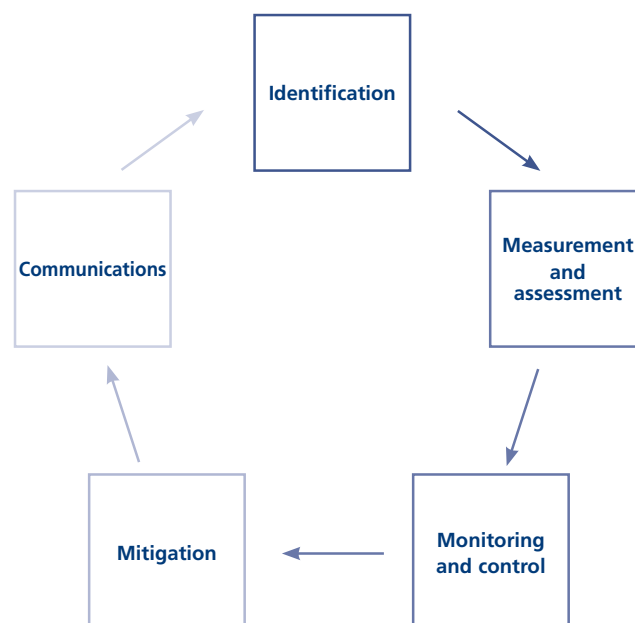 Identification
Measurement
and
assessment
Monitoring
and control
Mitigation
Communications